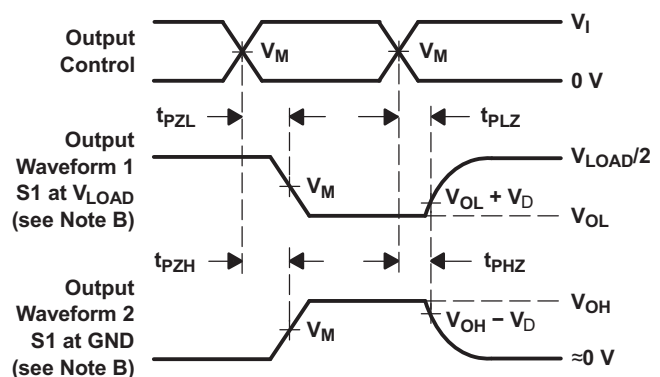 Output
Control
V_M
V_M
V_I
0 V
t_PZL
t_PLZ
Output
Waveform 1
S1 at V_LOAD
(see Note B)
V_M
V_LOAD/2
V_OL + V_D
V_OL
t_PZH
t_PHZ
Output
Waveform 2
S1 at GND
(see Note B)
V_M
V_OH
V_OH − V_D
≈0 V